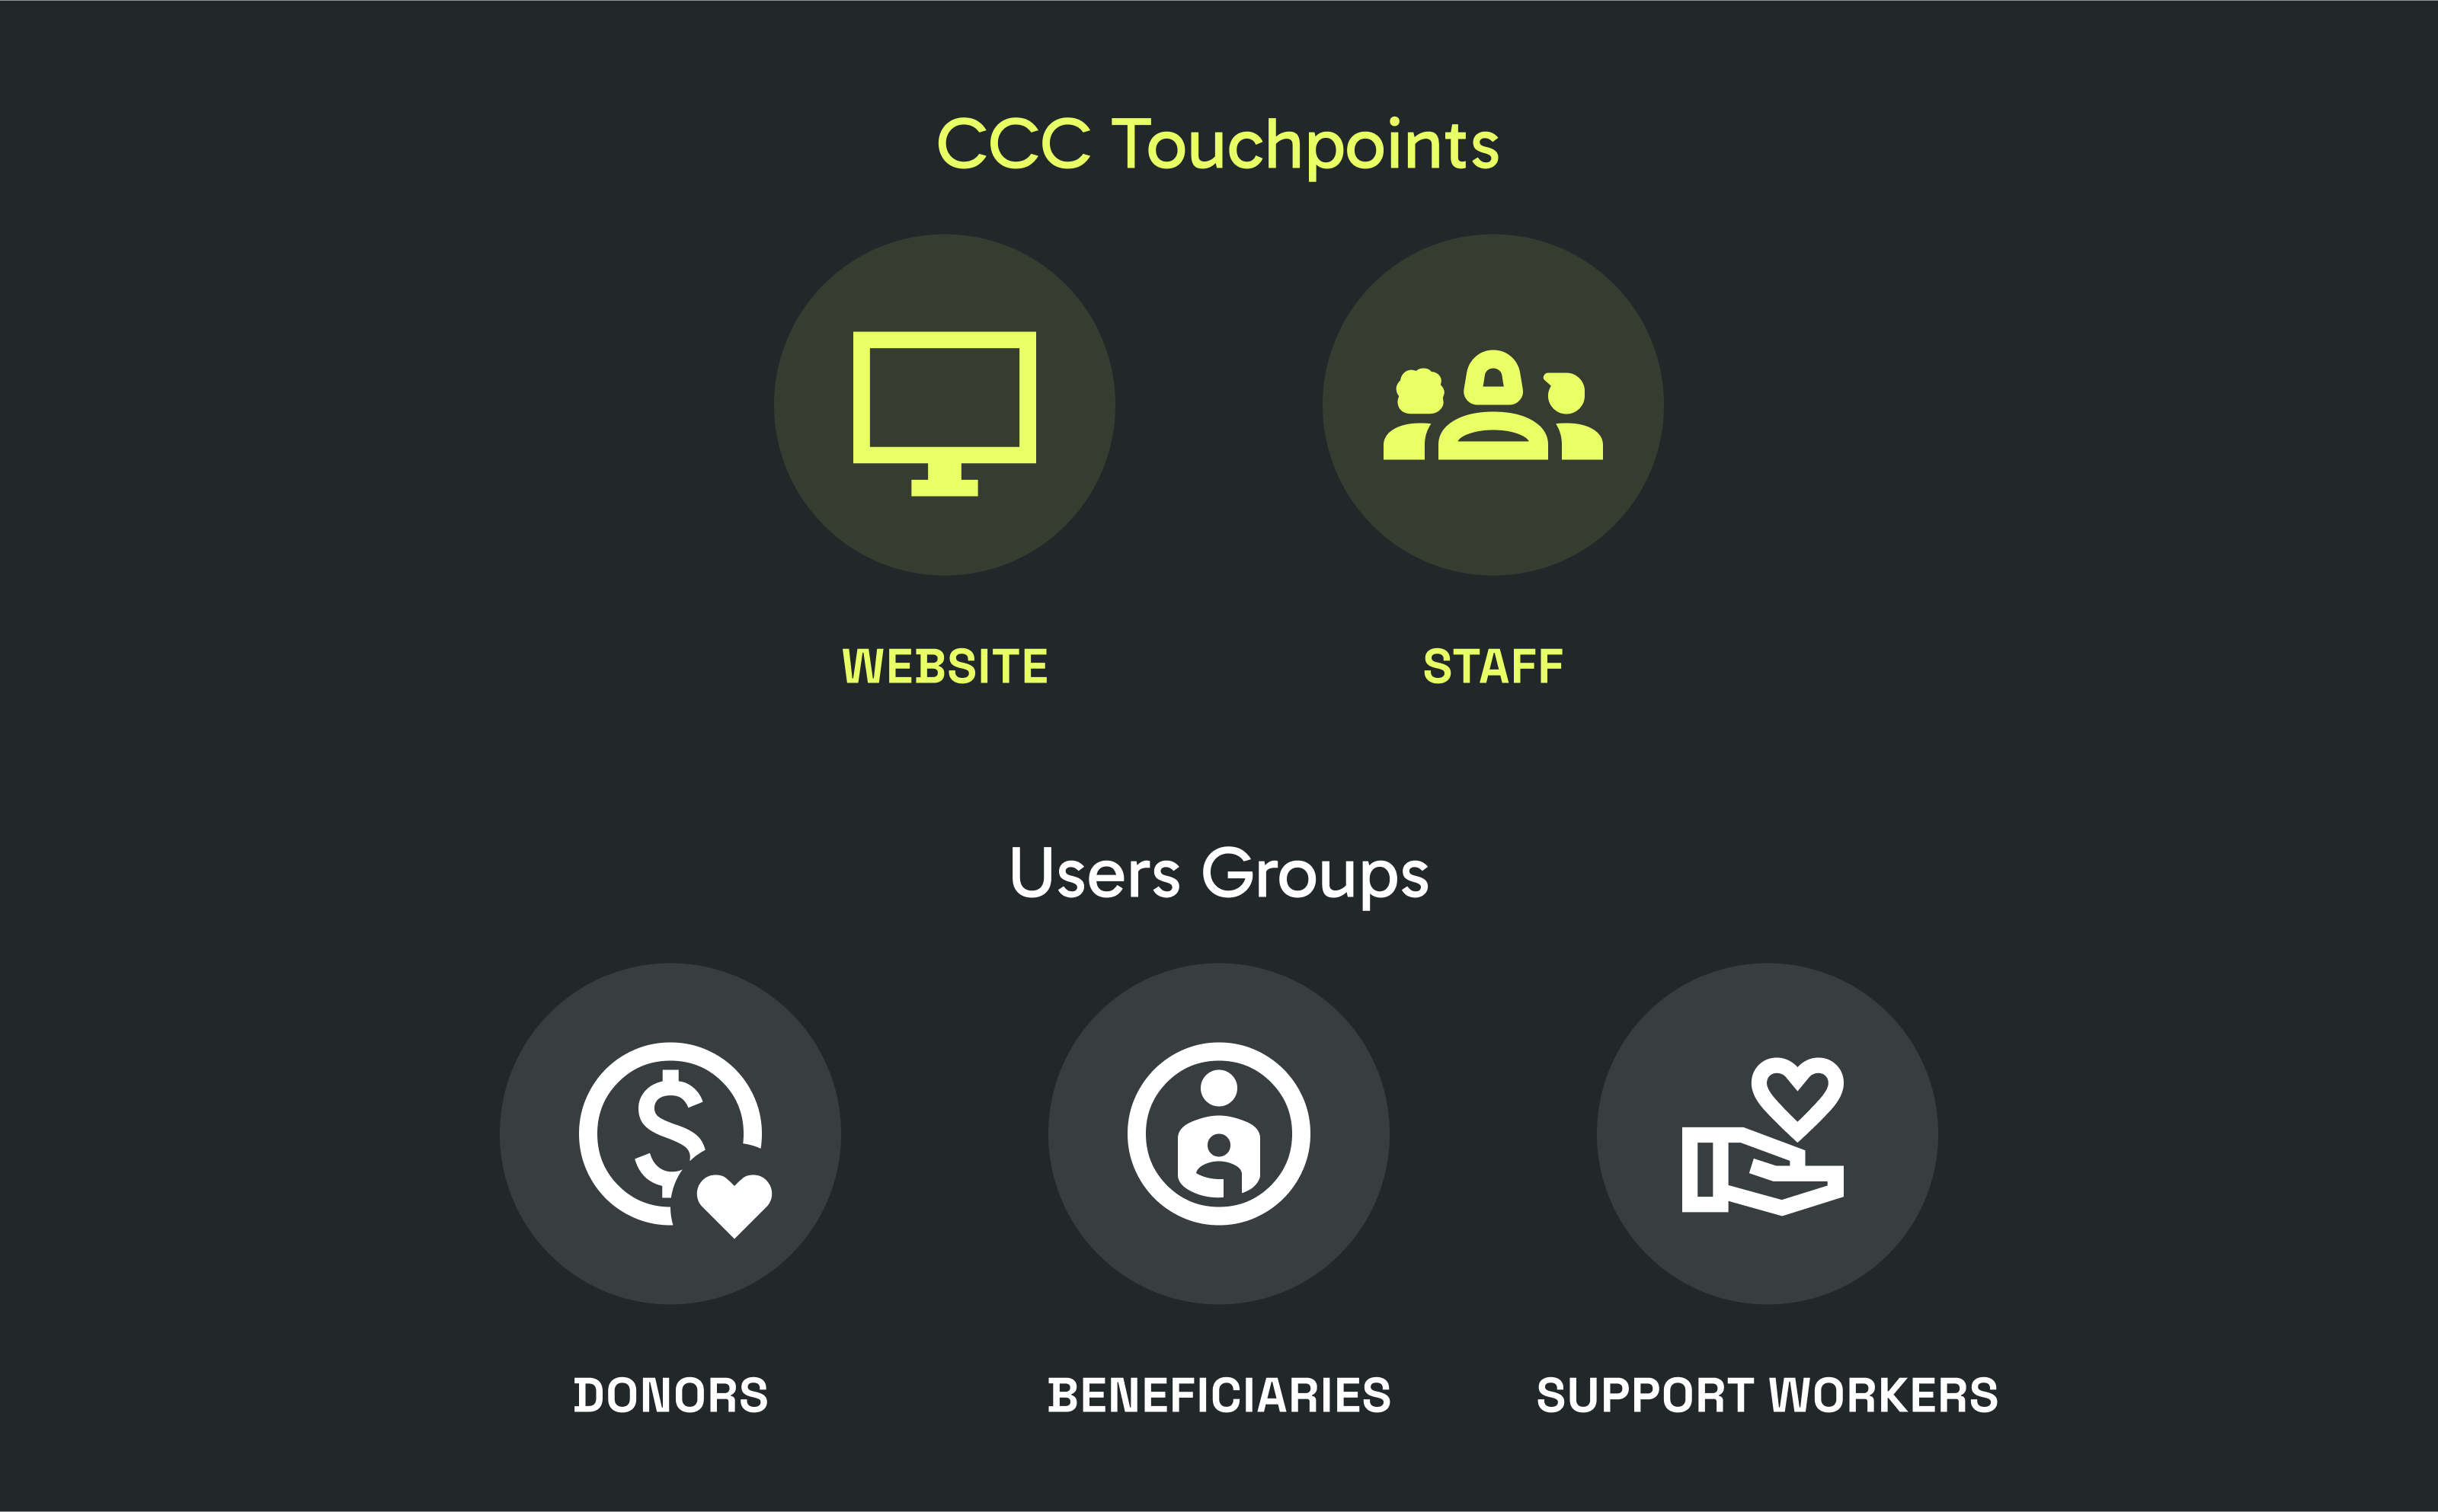 CCC Touchpoints
WEBSITE
STAFF
Users Groups
DONORS
BENEFICIARIES
SUPPORT WORKERS